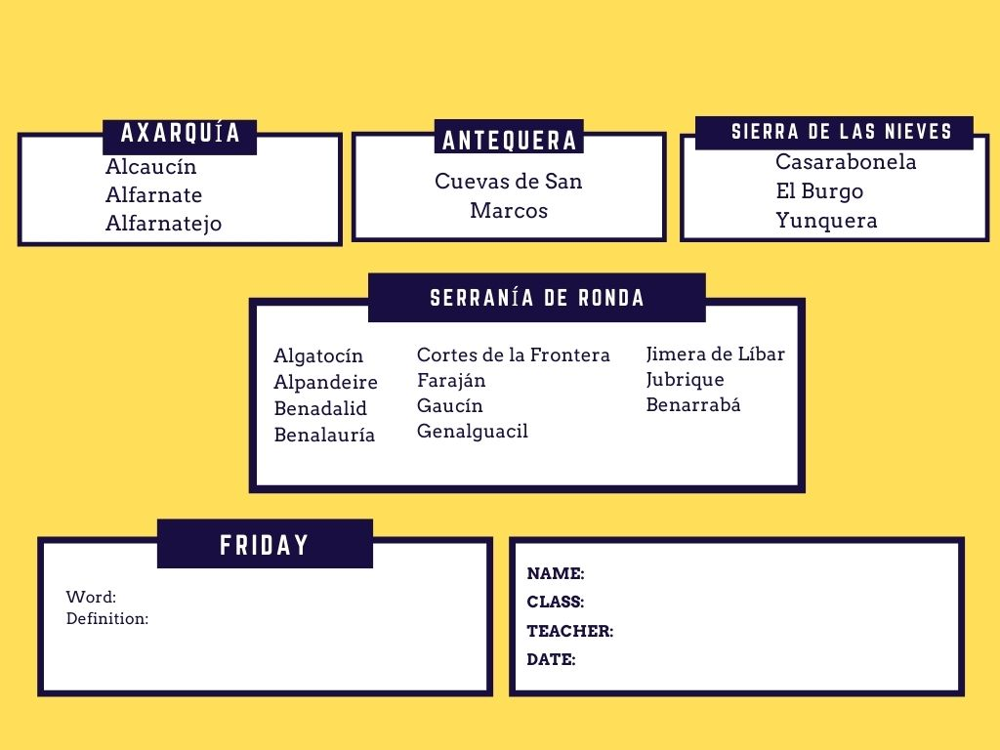 AXARQUÍA
Alcaucín
Alfarnate
Alfarnatejo
ANTEQUERA
Cuevas de San
Marcos
SIERRA DE LAS NIEVES
Casarabonela
El Burgo
Yunquera
SERRANÍA DE RONDA
Algatocín
Alpandeire
Benadalid
Benalauría
Cortes de la Frontera
Faraján
Gaucín
Genalguacil
Jimera de Líbar
Jubrique
Benarrabá
FRIDAY
Word:
Definition:
NAME:
CLASS:
TEACHER:
DATE: